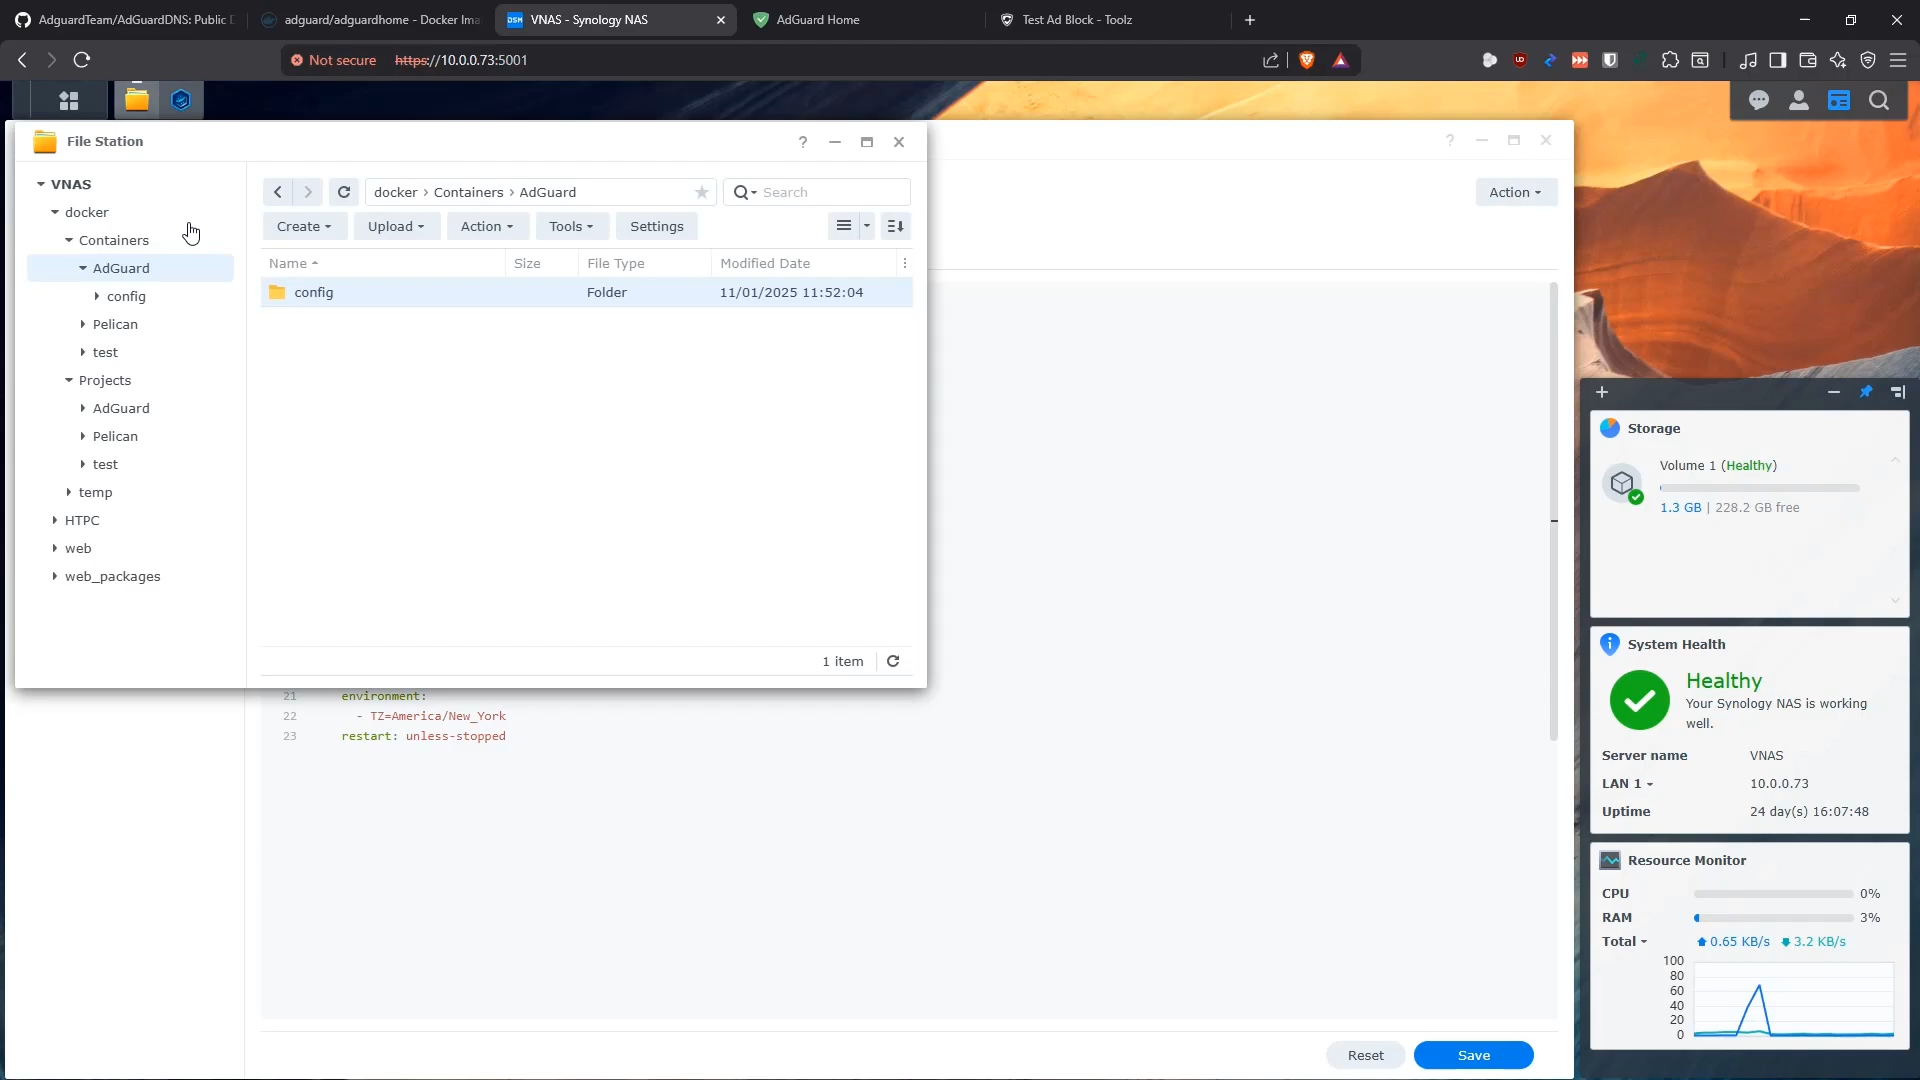 AdguardTeam/AdGuardDNS: Public D
adguard/adguardhome - Docker Ima
DSM VNAS - Synology NAS
AdGuard Home
Test Ad Block - Toolz
Not secure
https://10.0.0.73:5001
File Station
VNAS
docker
Containers
AdGuard
config
Pelican
test
Projects
AdGuard
Pelican
test
temp
HTPC
web
web_packages
docker › Containers › AdGuard
Search
Create
Upload
Action
Tools
Settings
Name
Size
File Type
Modified Date
config
Folder
11/01/2025 11:52:04
1 item
Action
21 environment:
22 - TZ=America/New_York
23 restart: unless-stopped
Reset
Save
Storage
Volume 1 (Healthy)
1.3 GB | 228.2 GB free
System Health
Healthy
Your Synology NAS is working
well.
Server name VNAS
LAN 1 10.0.0.73
Uptime 24 day(s) 16:07:48
Resource Monitor
CPU 0%
RAM 3%
Total 0.65 KB/s 3.2 KB/s
100
80
60
40
20
0